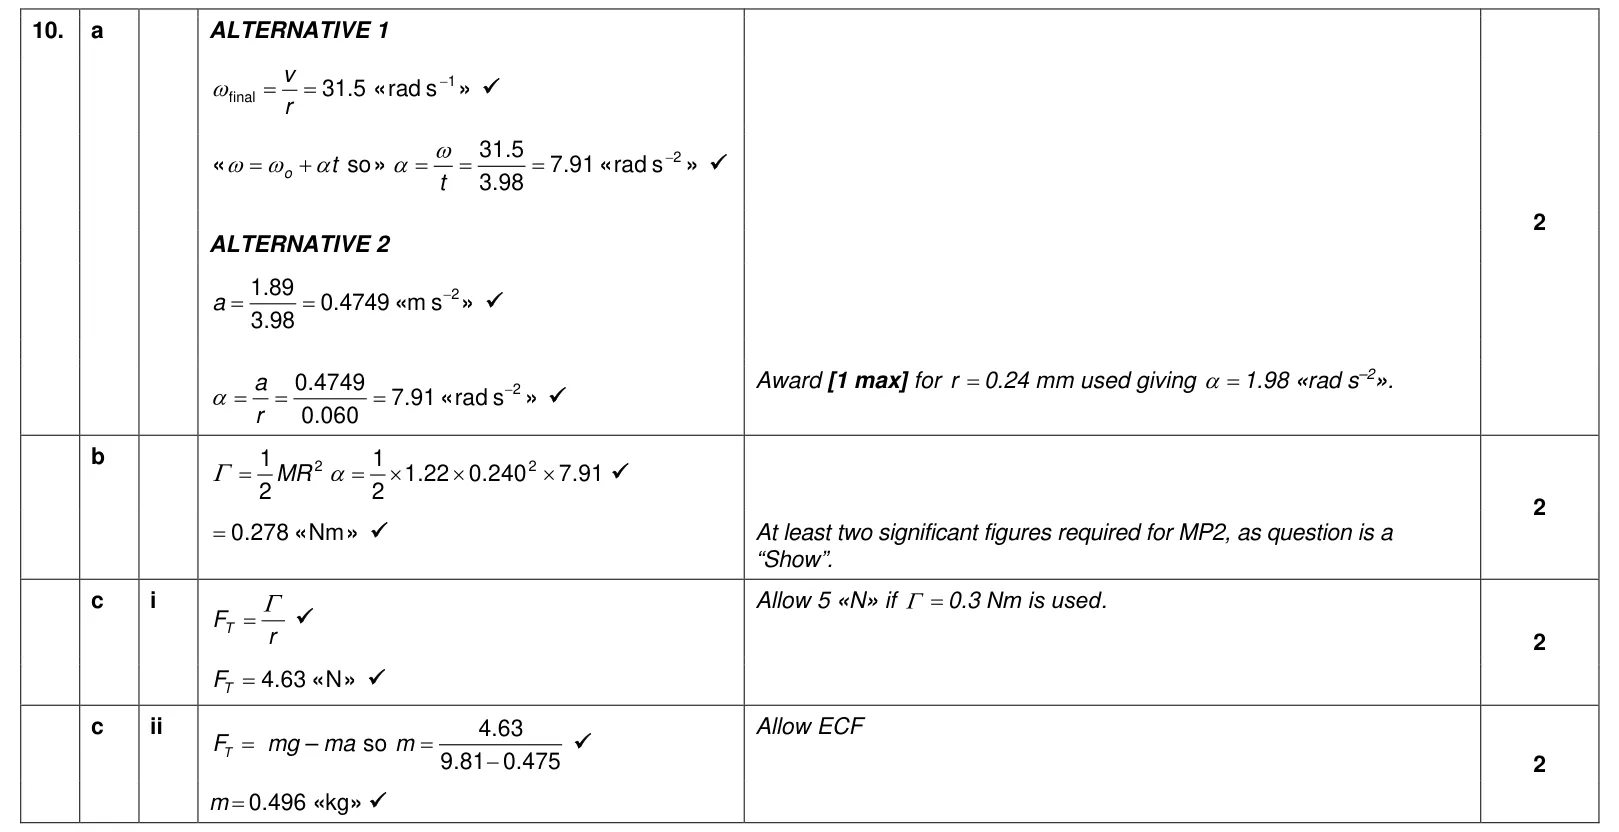 10. a ALTERNATIVE 1
ω_final = v/r = 31.5 «rad s⁻¹» ✓
«ω = ω_o + αt so» α = ω/t = 31.5/3.98 = 7.91 «rad s⁻²» ✓
ALTERNATIVE 2
a = 1.89/3.98 = 0.4749 «m s⁻²» ✓
α = a/r = 0.4749/0.060 = 7.91 «rad s⁻²» ✓
Award [1 max] for r = 0.24 mm used giving α = 1.98 «rad s⁻²».
2
b Γ = 1/2 MR² α = 1/2 × 1.22 × 0.240² × 7.91 ✓
= 0.278 «Nm» ✓
At least two significant figures required for MP2, as question is a
“Show”.
2
c i F_T = Γ/r ✓
F_T = 4.63 «N» ✓
Allow 5 «N» if Γ = 0.3 Nm is used.
2
c ii F_T = mg – ma so m = 4.63/(9.81 – 0.475) ✓
m = 0.496 «kg» ✓
Allow ECF
2